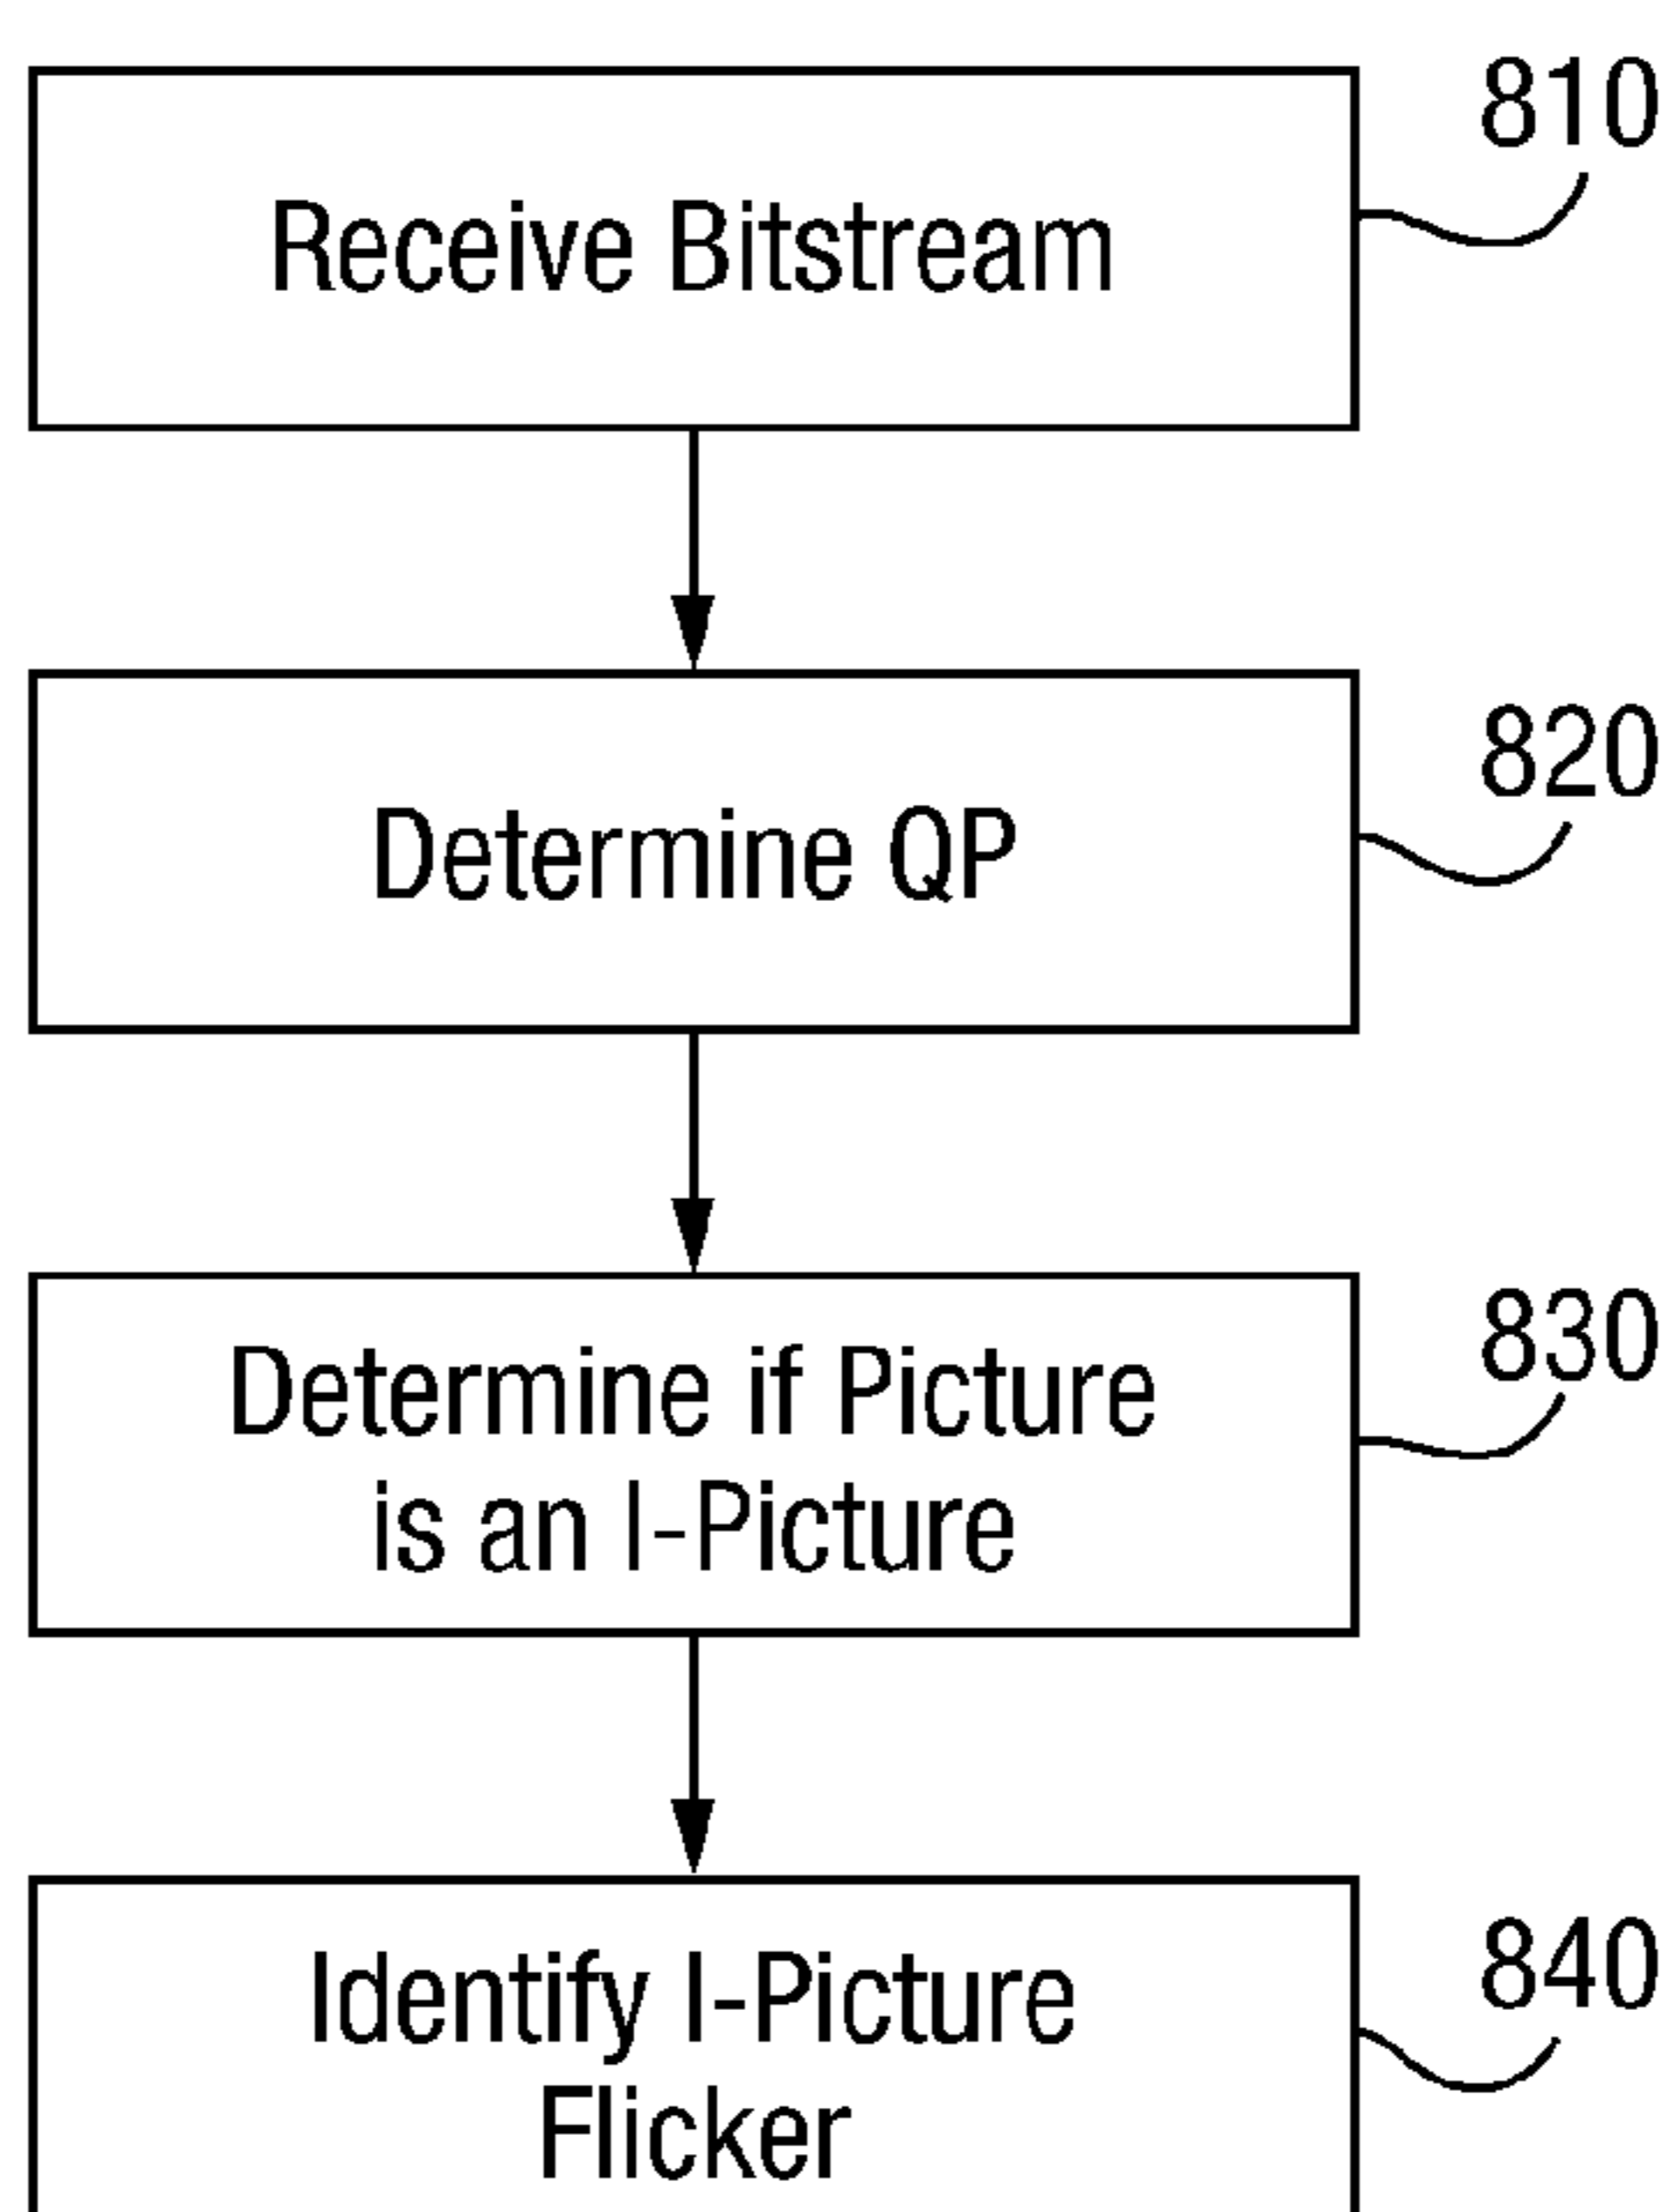 810
Receive Bitstream
820
Determine QP
830
Determine if Picture
is an I-Picture
840
Identify I-Picture
Flicker